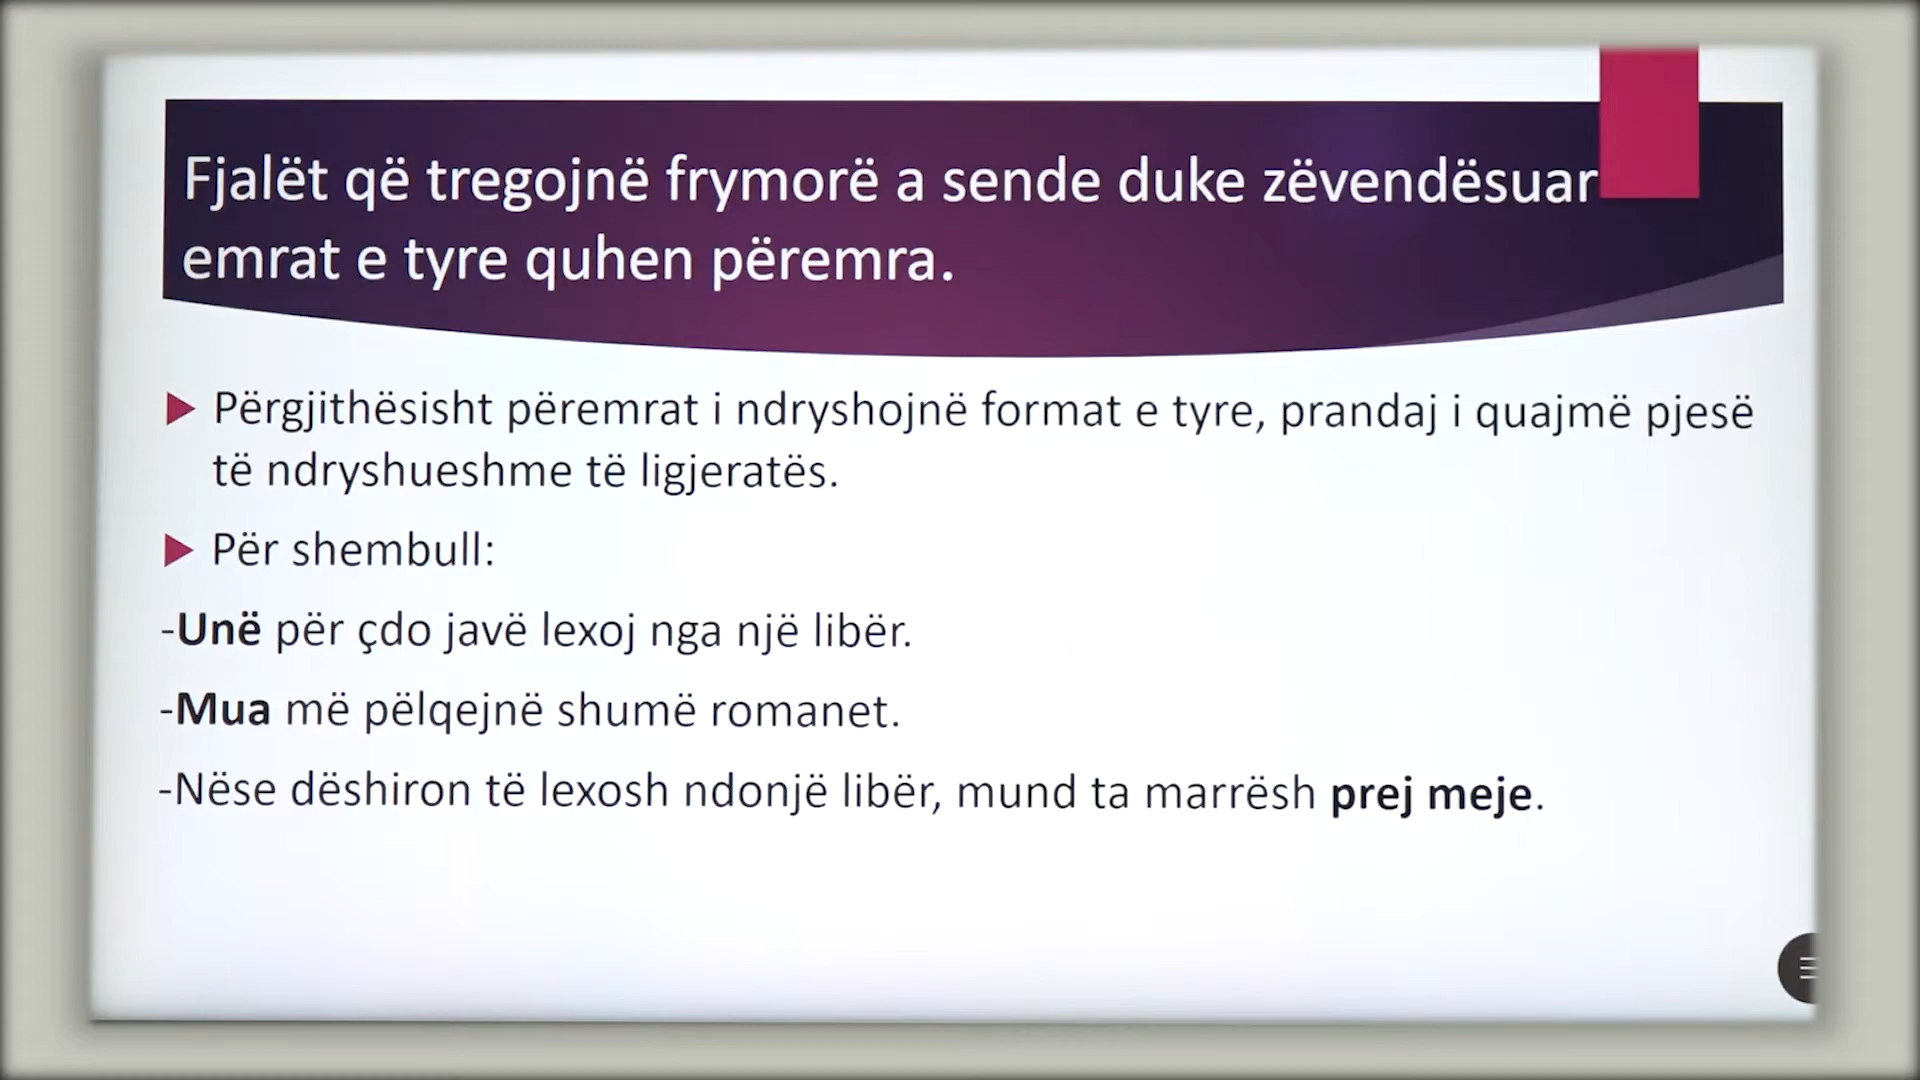 Fjalët që tregojnë frymorë a sende duke zëvendësuar
emrat e tyre quhen përemra.
Përgjithësisht përemrat i ndryshojnë format e tyre, prandaj i quajmë pjesë
të ndryshueshme të ligjeratës.
Për shembull:
-Unë për çdo javë lexoj nga një libër.
-Mua më pëlqejnë shumë romanet.
-Nëse dëshiron të lexosh ndonjë libër, mund ta marrësh prej meje.